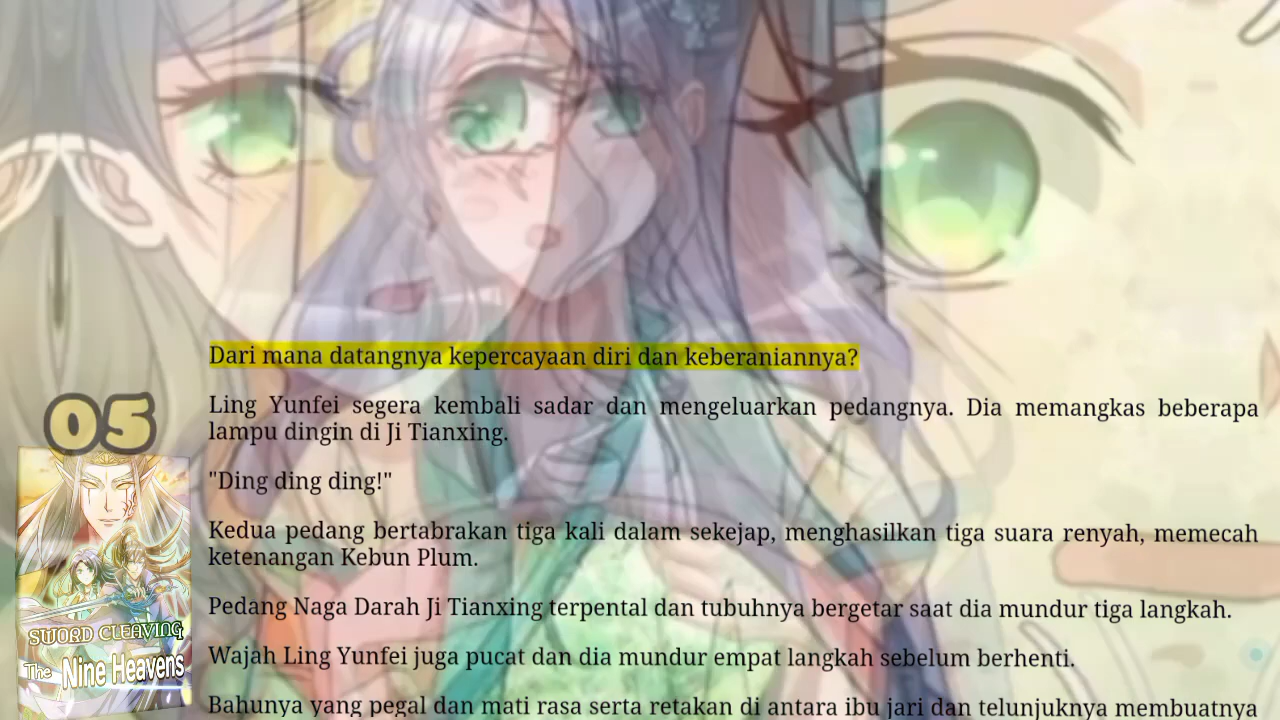 Dari mana datangnya kepercayaan diri dan keberaniannya?
Ling Yunfei segera kembali sadar dan mengeluarkan pedangnya. Dia memangkas beberapa
lampu dingin di Ji Tianxing.
"Ding ding ding!"
Kedua pedang bertabrakan tiga kali dalam sekejap, menghasilkan tiga suara renyah, memecah
ketenangan Kebun Plum.
Pedang Naga Darah Ji Tianxing terpental dan tubuhnya bergetar saat dia mundur tiga langkah.
Wajah Ling Yunfei juga pucat dan dia mundur empat langkah sebelum berhenti.
Bahunya yang pegal dan mati rasa serta retakan di antara ibu jari dan telunjuknya membuatnya
05
SWORD CLEAVING
The Nine Heavens